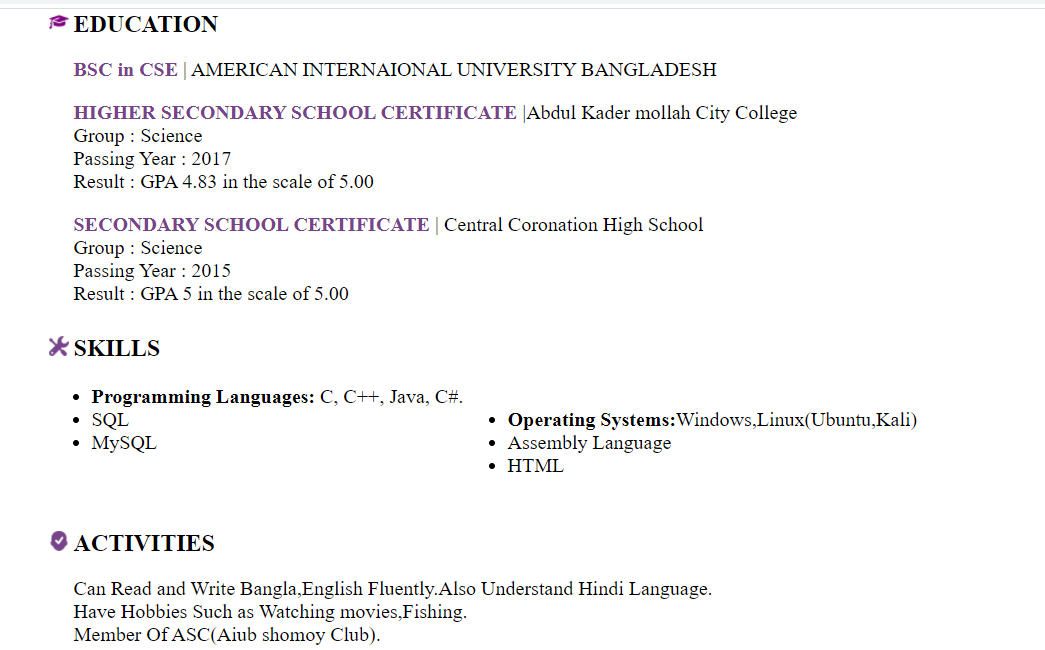 EDUCATION
BSC in CSE | AMERICAN INTERNAIONAL UNIVERSITY BANGLADESH
HIGHER SECONDARY SCHOOL CERTIFICATE |Abdul Kader mollah City College
Group : Science
Passing Year : 2017
Result : GPA 4.83 in the scale of 5.00
SECONDARY SCHOOL CERTIFICATE | Central Coronation High School
Group : Science
Passing Year : 2015
Result : GPA 5 in the scale of 5.00
SKILLS
• Programming Languages: C, C++, Java, C#.
• SQL
• MySQL
• Operating Systems:Windows,Linux(Ubuntu,Kali)
• Assembly Language
• HTML
ACTIVITIES
Can Read and Write Bangla,English Fluently.Also Understand Hindi Language.
Have Hobbies Such as Watching movies,Fishing.
Member Of ASC(Aiub shomoy Club).